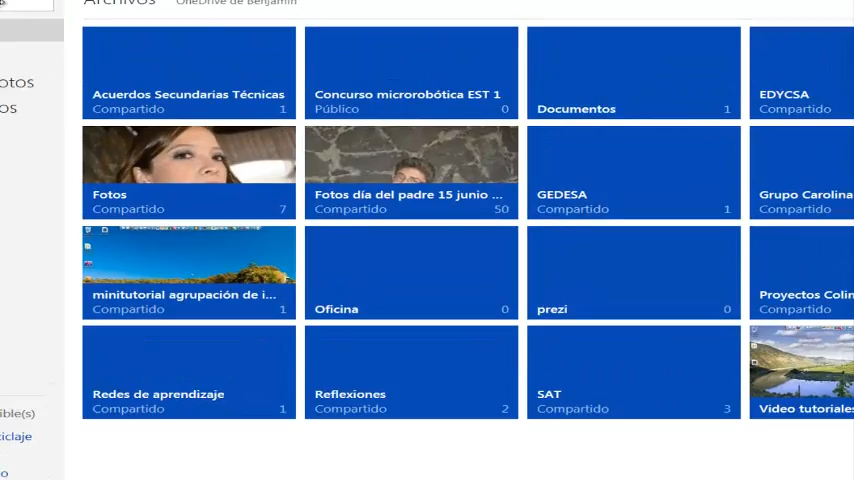 Archivos OneDrive de Benjamin
otos
os
Acuerdos Secundarias Técnicas
Compartido 1
Concurso microrobótica EST 1
Público 0
Documentos 1
EDYCSA
Compartido
Fotos
Compartido 7
Fotos día del padre 15 junio ...
Compartido 50
GEDESA
Compartido 1
Grupo Carolina
Compartido
minitutorial agrupación de i...
Compartido 1
Oficina 0
prezi 0
Proyectos Colin
Compartido
Redes de aprendizaje
Compartido 1
Reflexiones
Compartido 2
SAT
Compartido 3
Video tutoriales
ible(s)
iclaje
o